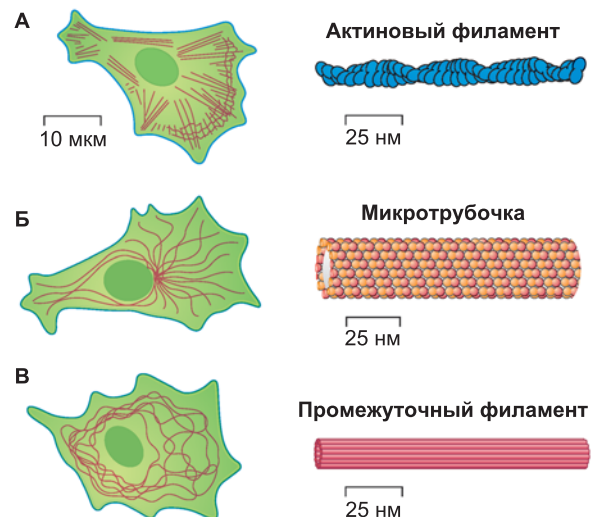 А
Актиновый филамент
10 мкм
25 нм
Б
Микротрубочка
25 нм
В
Промежуточный филамент
25 нм